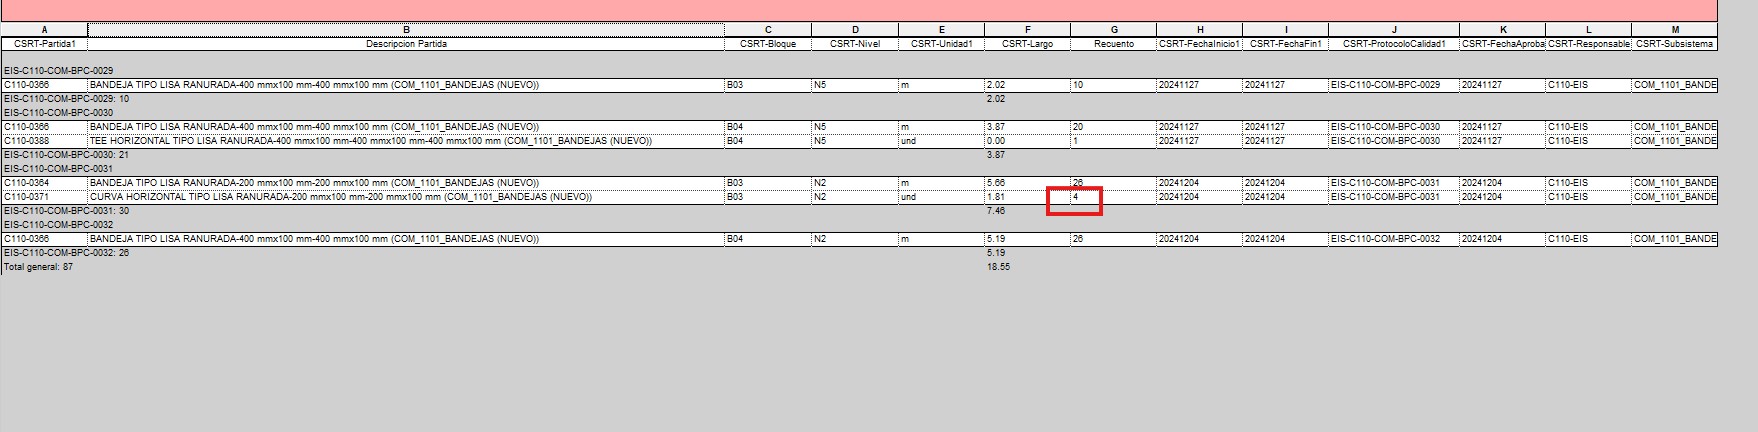 A B C D E F G H I J K L M
CSRT-Partida1 Descripcion Partida CSRT-Bloque CSRT-Nivel CSRT-Unidad1 CSRT-Largo Recuento CSRT-FechaInicio1 CSRT-FechaFin1 CSRT-ProtocoloCalidad1 CSRT-FechaAproba CSRT-Responsable CSRT-Subsistema
EIS-C110-COM-BPC-0029
C110-0366 BANDEJA TIPO LISA RANURADA-400 mmx100 mm-400 mmx100 mm (COM_1101_BANDEJAS (NUEVO)) B03 N5 m 2.02 10 20241127 20241127 EIS-C110-COM-BPC-0029 20241127 C110-EIS COM_1101_BANDE
EIS-C110-COM-BPC-0029: 10 2.02
EIS-C110-COM-BPC-0030
C110-0366 BANDEJA TIPO LISA RANURADA-400 mmx100 mm-400 mmx100 mm (COM_1101_BANDEJAS (NUEVO)) B04 N5 m 3.87 20 20241127 20241127 EIS-C110-COM-BPC-0030 20241127 C110-EIS COM_1101_BANDE
C110-0388 TEE HORIZONTAL TIPO LISA RANURADA-400 mmx100 mm-400 mmx100 mm-400 mmx100 mm (COM_1101_BANDEJAS (NUEVO)) B04 N5 und 0.00 1 20241127 20241127 EIS-C110-COM-BPC-0030 20241127 C110-EIS COM_1101_BANDE
EIS-C110-COM-BPC-0030: 21 3.87
EIS-C110-COM-BPC-0031
C110-0364 BANDEJA TIPO LISA RANURADA-200 mmx100 mm-200 mmx100 mm (COM_1101_BANDEJAS (NUEVO)) B03 N2 m 5.66 26 20241204 20241204 EIS-C110-COM-BPC-0031 20241204 C110-EIS COM_1101_BANDE
C110-0371 CURVA HORIZONTAL TIPO LISA RANURADA-200 mmx100 mm-200 mmx100 mm (COM_1101_BANDEJAS (NUEVO)) B03 N2 und 1.81 4 20241204 20241204 EIS-C110-COM-BPC-0031 20241204 C110-EIS COM_1101_BANDE
EIS-C110-COM-BPC-0031: 30 7.46
EIS-C110-COM-BPC-0032
C110-0366 BANDEJA TIPO LISA RANURADA-400 mmx100 mm-400 mmx100 mm (COM_1101_BANDEJAS (NUEVO)) B04 N2 m 5.19 26 20241204 20241204 EIS-C110-COM-BPC-0032 20241204 C110-EIS COM_1101_BANDE
EIS-C110-COM-BPC-0032: 26 5.19
Total general: 87 18.55